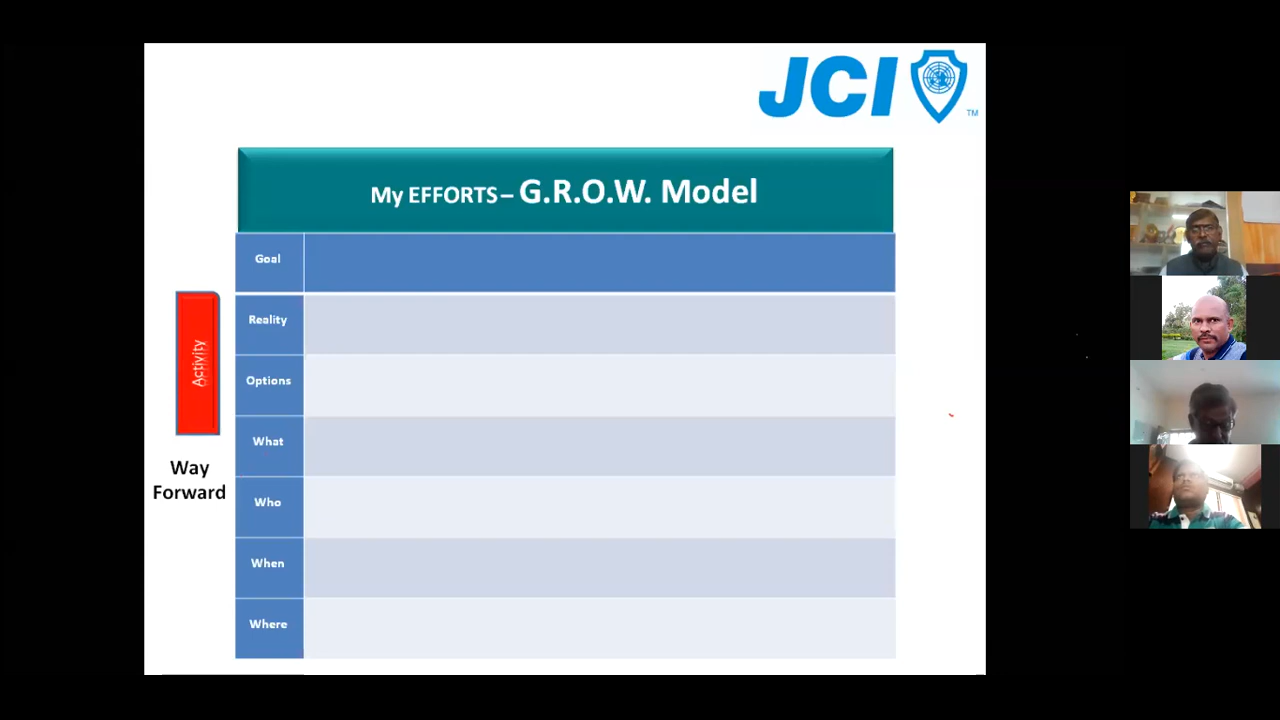 JCI
TM
My EFFORTS – G.R.O.W. Model
Goal
Reality
Options
What
Who
When
Where
Activity
Way
Forward